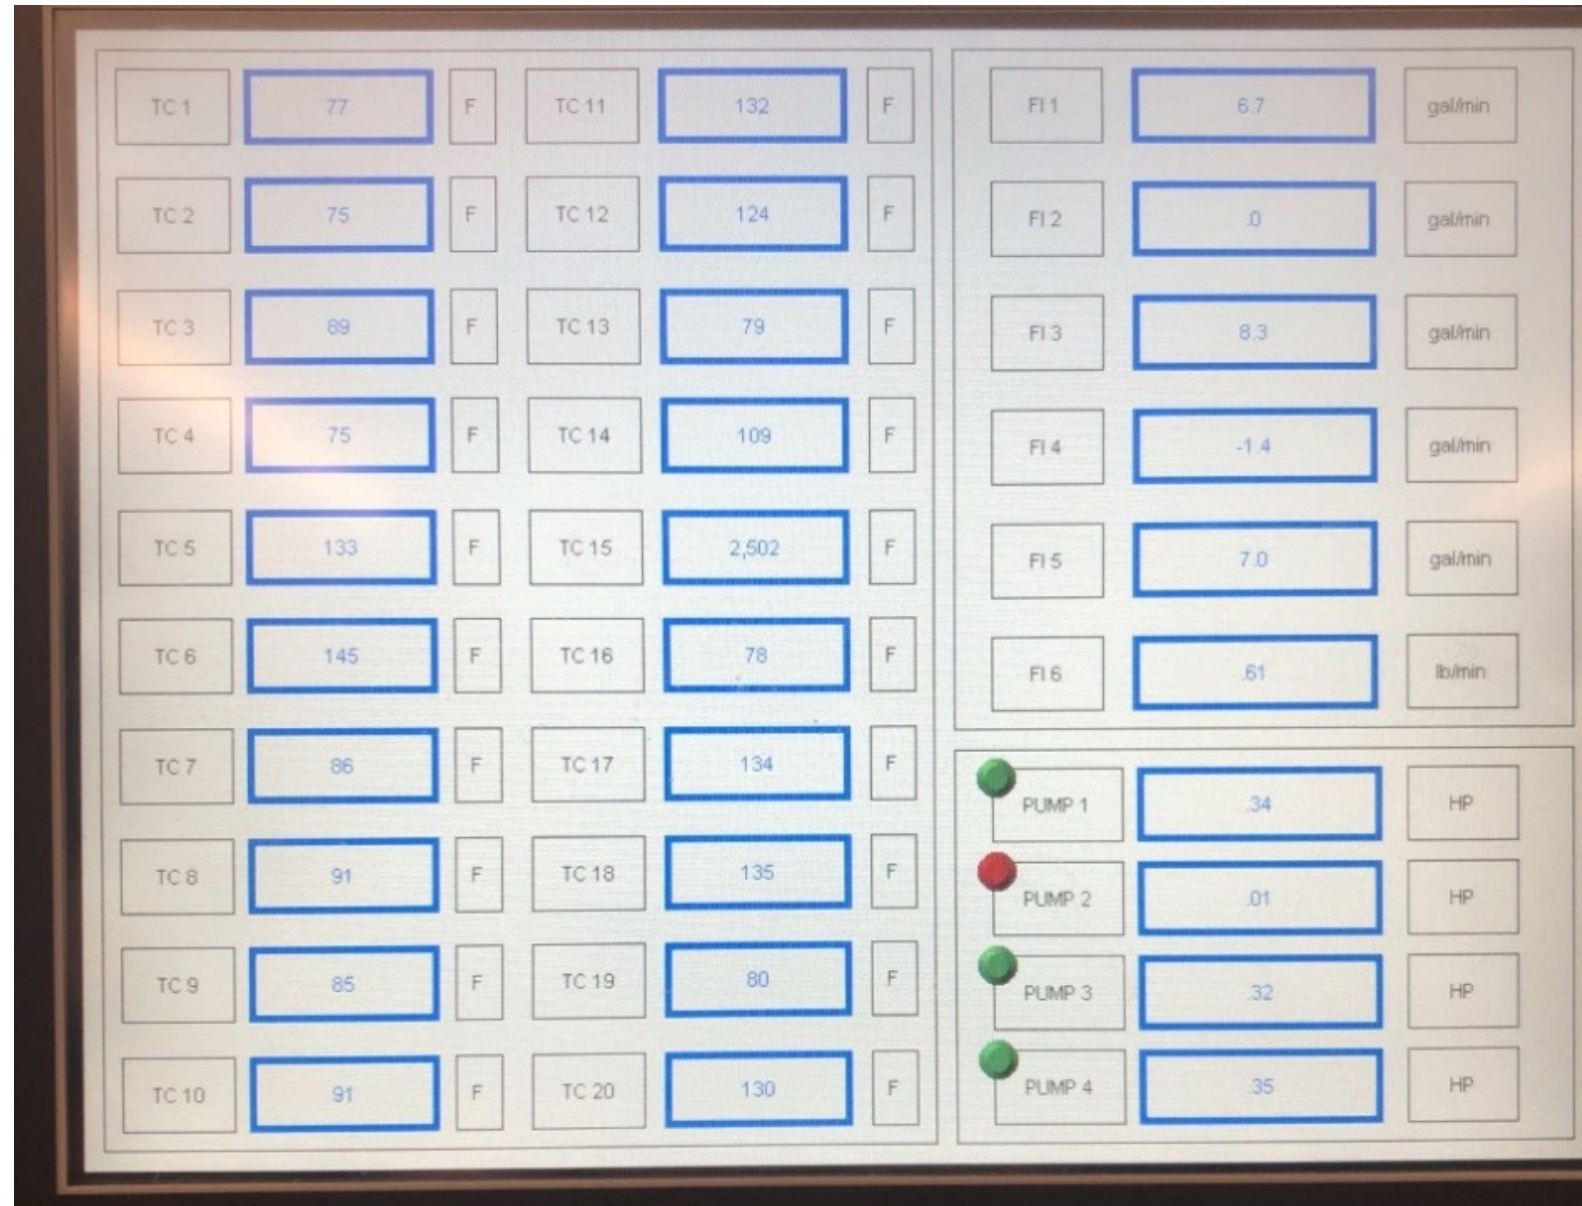 TC 1 77 F TC 11 132 F
TC 2 75 F TC 12 124 F
TC 3 89 F TC 13 79 F
TC 4 75 F TC 14 109 F
TC 5 133 F TC 15 2,502 F
TC 6 145 F TC 16 78 F
TC 7 86 F TC 17 134 F
TC 8 91 F TC 18 135 F
TC 9 85 F TC 19 80 F
TC 10 91 F TC 20 130 F
FI 1 6.7 gal/min
FI 2 .0 gal/min
FI 3 8.3 gal/min
FI 4 -1.4 gal/min
FI 5 7.0 gal/min
FI 6 .61 lb/min
PUMP 1 .34 HP
PUMP 2 .01 HP
PUMP 3 .32 HP
PUMP 4 .35 HP